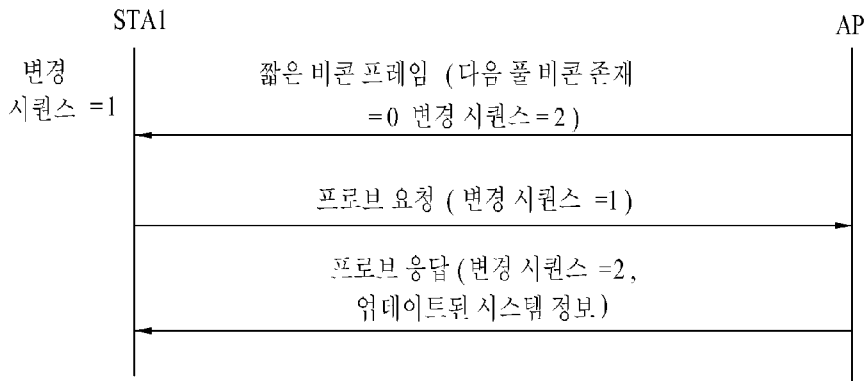 STA1
AP
변경
시퀀스 =1
짧은 비콘 프레임 (다음 풀 비콘 존재
=0 변경 시퀀스=2)
프로브 요청 ( 변경 시퀀스 =1)
프로브 응답 (변경 시퀀스 =2,
업데이트된 시스템 정보)